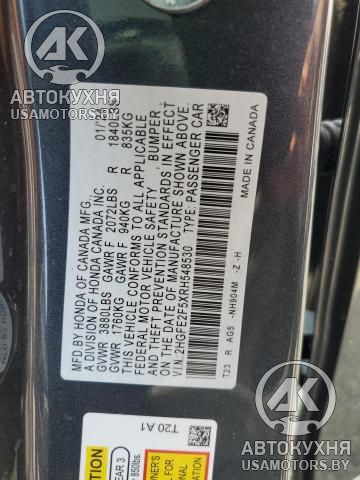 AK
АВТОКУХНЯ
USAMOTORS.BY
MFD.BY HONDA OF CANADA MFG.
A DIVISION OF HONDA CANADA INC.
GVWR 3880LBS GAWR F 2072LBS R 1840LBS
GVWR 1760KG GAWR F 940KG R 835KG
THIS VEHICLE CONFORMS TO ALL APPLICABLE
FEDERAL MOTOR VEHICLE SAFETY, BUMPER,
THEFT PREVENTION STANDARDS IN EFFECT
ON THE DATE OF MANUFACTURE SHOWN ABOVE.
V.I.N. 2HGFE2F5XRH548530 TYPE: PASSENGER CAR
T23 R AG5 -NH904M -Z -H
MADE IN CANADA
T20 A1
AK
АВТОКУХНЯ
USAMOTORS.BY